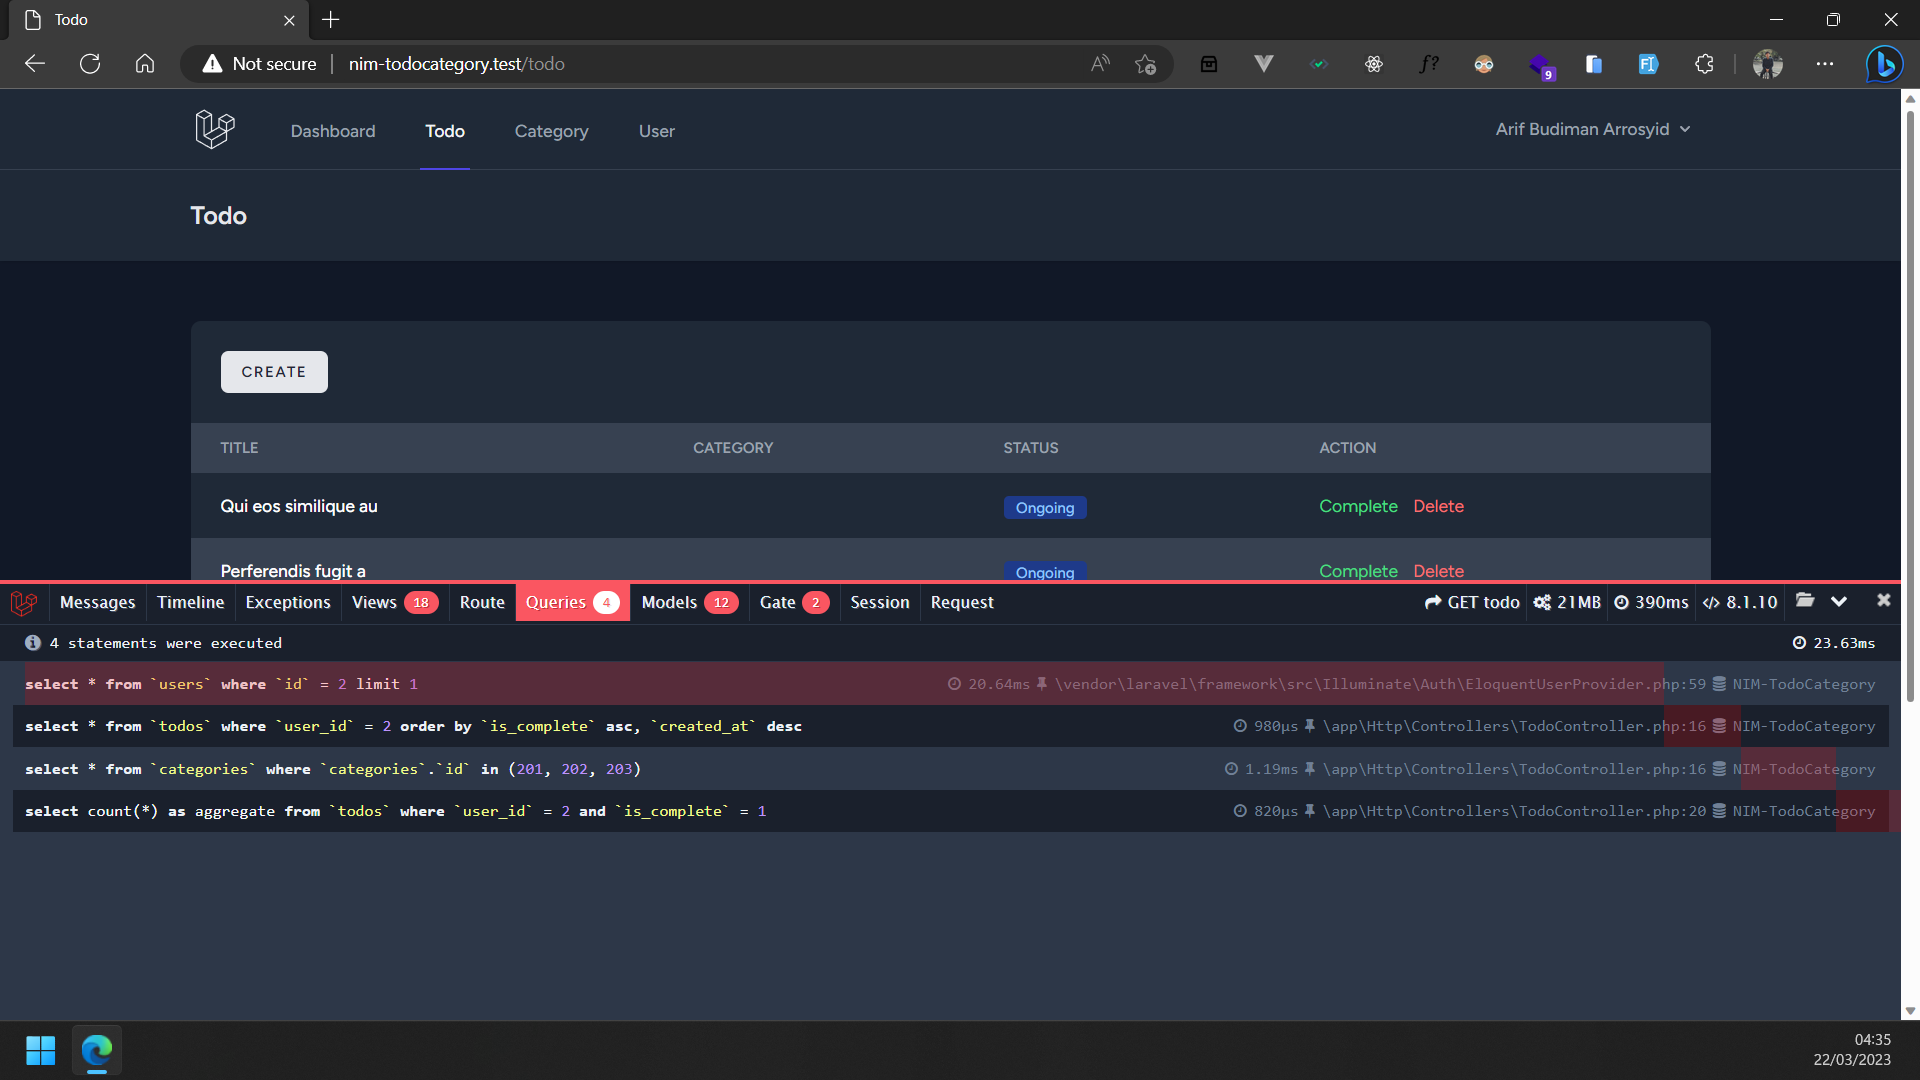 Todo
Not secure
nim-todocategory.test/todo
9
Dashboard
Todo
Category
User
Arif Budiman Arrosyid
Todo
CREATE
TITLE CATEGORY STATUS ACTION
Qui eos similique au Ongoing Complete Delete
Perferendis fugit a Ongoing Complete Delete
Messages Timeline Exceptions Views 18 Route Queries 4 Models 12 Gate 2 Session Request GET todo 21MB 390ms 8.1.10
4 statements were executed 23.63ms
select * from `users` where `id` = 2 limit 1 20.64ms \vendor\laravel\framework\src\Illuminate\Auth\EloquentUserProvider.php:59 NIM-TodoCategory
select * from `todos` where `user_id` = 2 order by `is_complete` asc, `created_at` desc 980μs \app\Http\Controllers\TodoController.php:16 NIM-TodoCategory
select * from `categories` where `categories`.`id` in (201, 202, 203) 1.19ms \app\Http\Controllers\TodoController.php:16 NIM-TodoCategory
select count(*) as aggregate from `todos` where `user_id` = 2 and `is_complete` = 1 820μs \app\Http\Controllers\TodoController.php:20 NIM-TodoCategory
04:35
22/03/2023